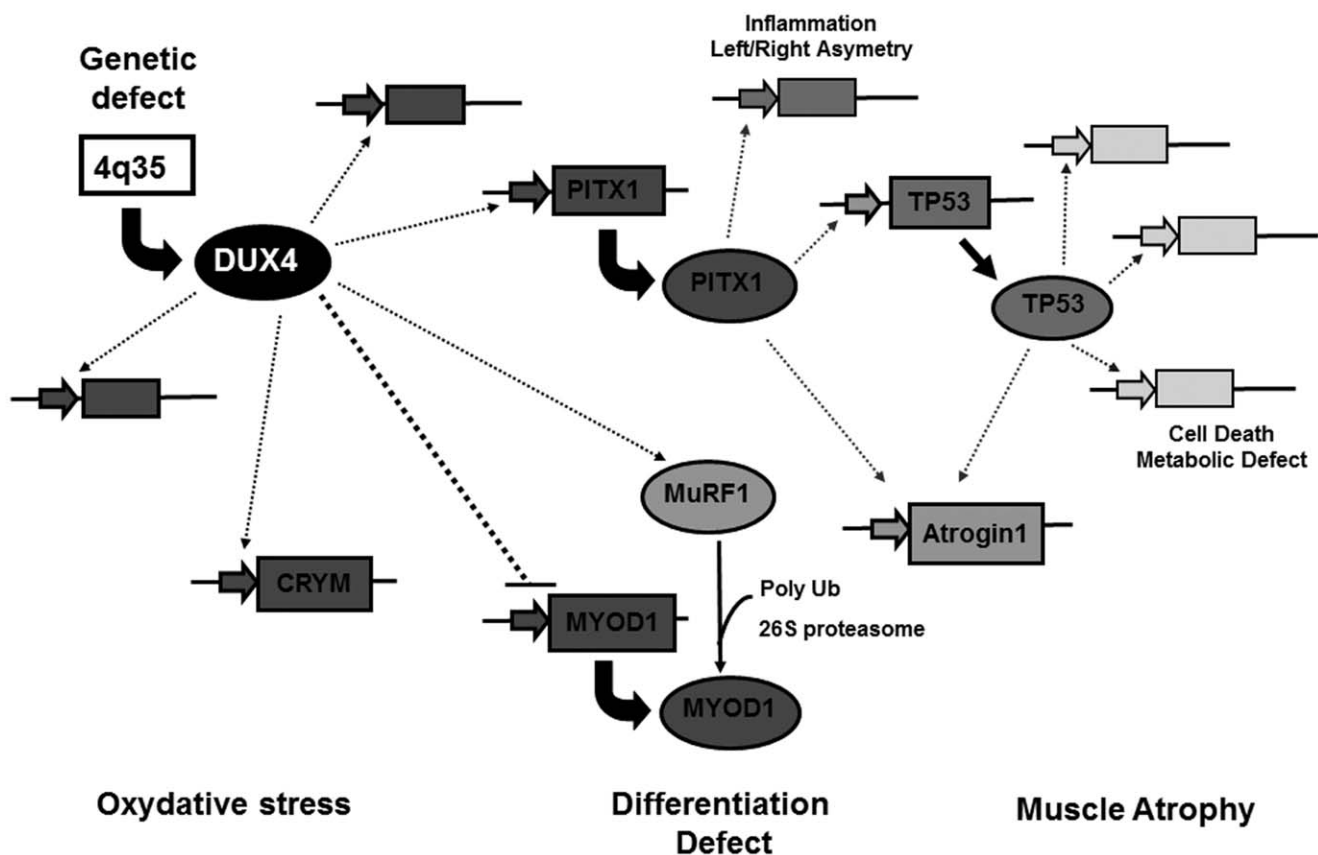 Inflammation
Left/Right Asymetry
Genetic
defect
4q35
DUX4
PITX1
PITX1
TP53
TP53
Cell Death
Metabolic Defect
MuRF1
Atrogin1
CRYM
MYOD1
Poly Ub
26S proteasome
MYOD1
Oxydative stress
Differentiation
Defect
Muscle Atrophy